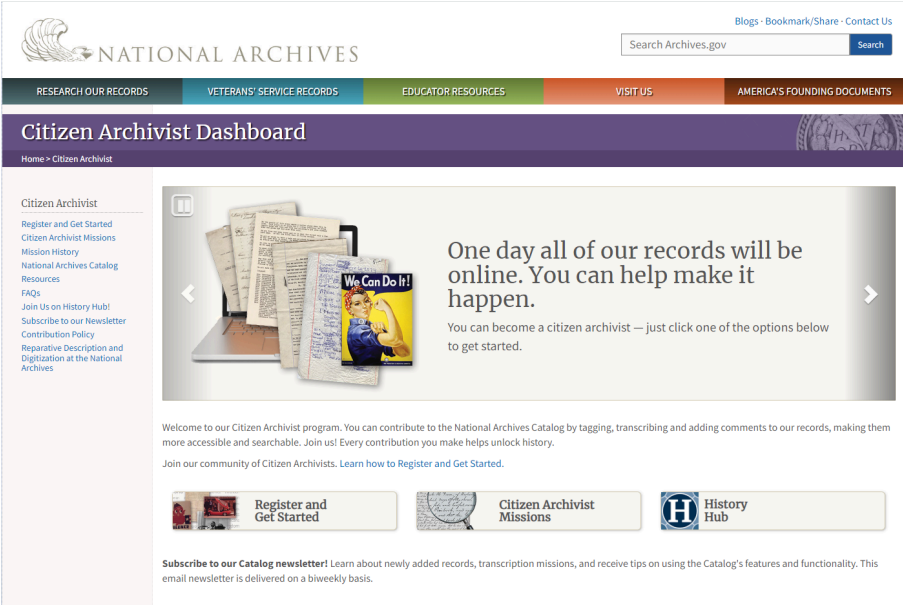 Blogs · Bookmark/Share · Contact Us
NATIONAL ARCHIVES
Search Archives.gov
Search
RESEARCH OUR RECORDS
VETERANS' SERVICE RECORDS
EDUCATOR RESOURCES
VISIT US
AMERICA'S FOUNDING DOCUMENTS
Citizen Archivist Dashboard
Home > Citizen Archivist
Citizen Archivist
Register and Get Started
Citizen Archivist Missions
Mission History
National Archives Catalog
Resources
FAQs
Join Us on History Hub!
Subscribe to our Newsletter
Contribution Policy
Reparative Description and
Digitization at the National
Archives
We Can Do It!
One day all of our records will be
online. You can help make it
happen.
You can become a citizen archivist — just click one of the options below
to get started.
Welcome to our Citizen Archivist program. You can contribute to the National Archives Catalog by tagging, transcribing and adding comments to our records, making them
more accessible and searchable. Join us! Every contribution you make helps unlock history.
Join our community of Citizen Archivists. Learn how to Register and Get Started.
Register and
Get Started
Citizen Archivist
Missions
H
History
Hub
Subscribe to our Catalog newsletter! Learn about newly added records, transcription missions, and receive tips on using the Catalog's features and functionality. This
email newsletter is delivered on a biweekly basis.